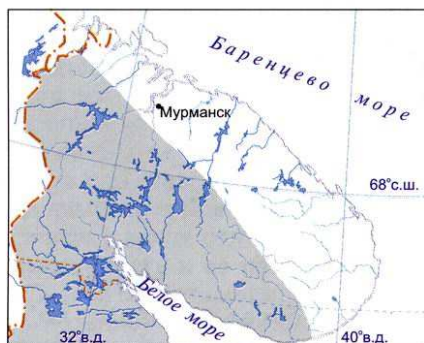 Баренцево море
Мурманск
68°с.ш.
Белое море
32°в.д.
40°в.д.